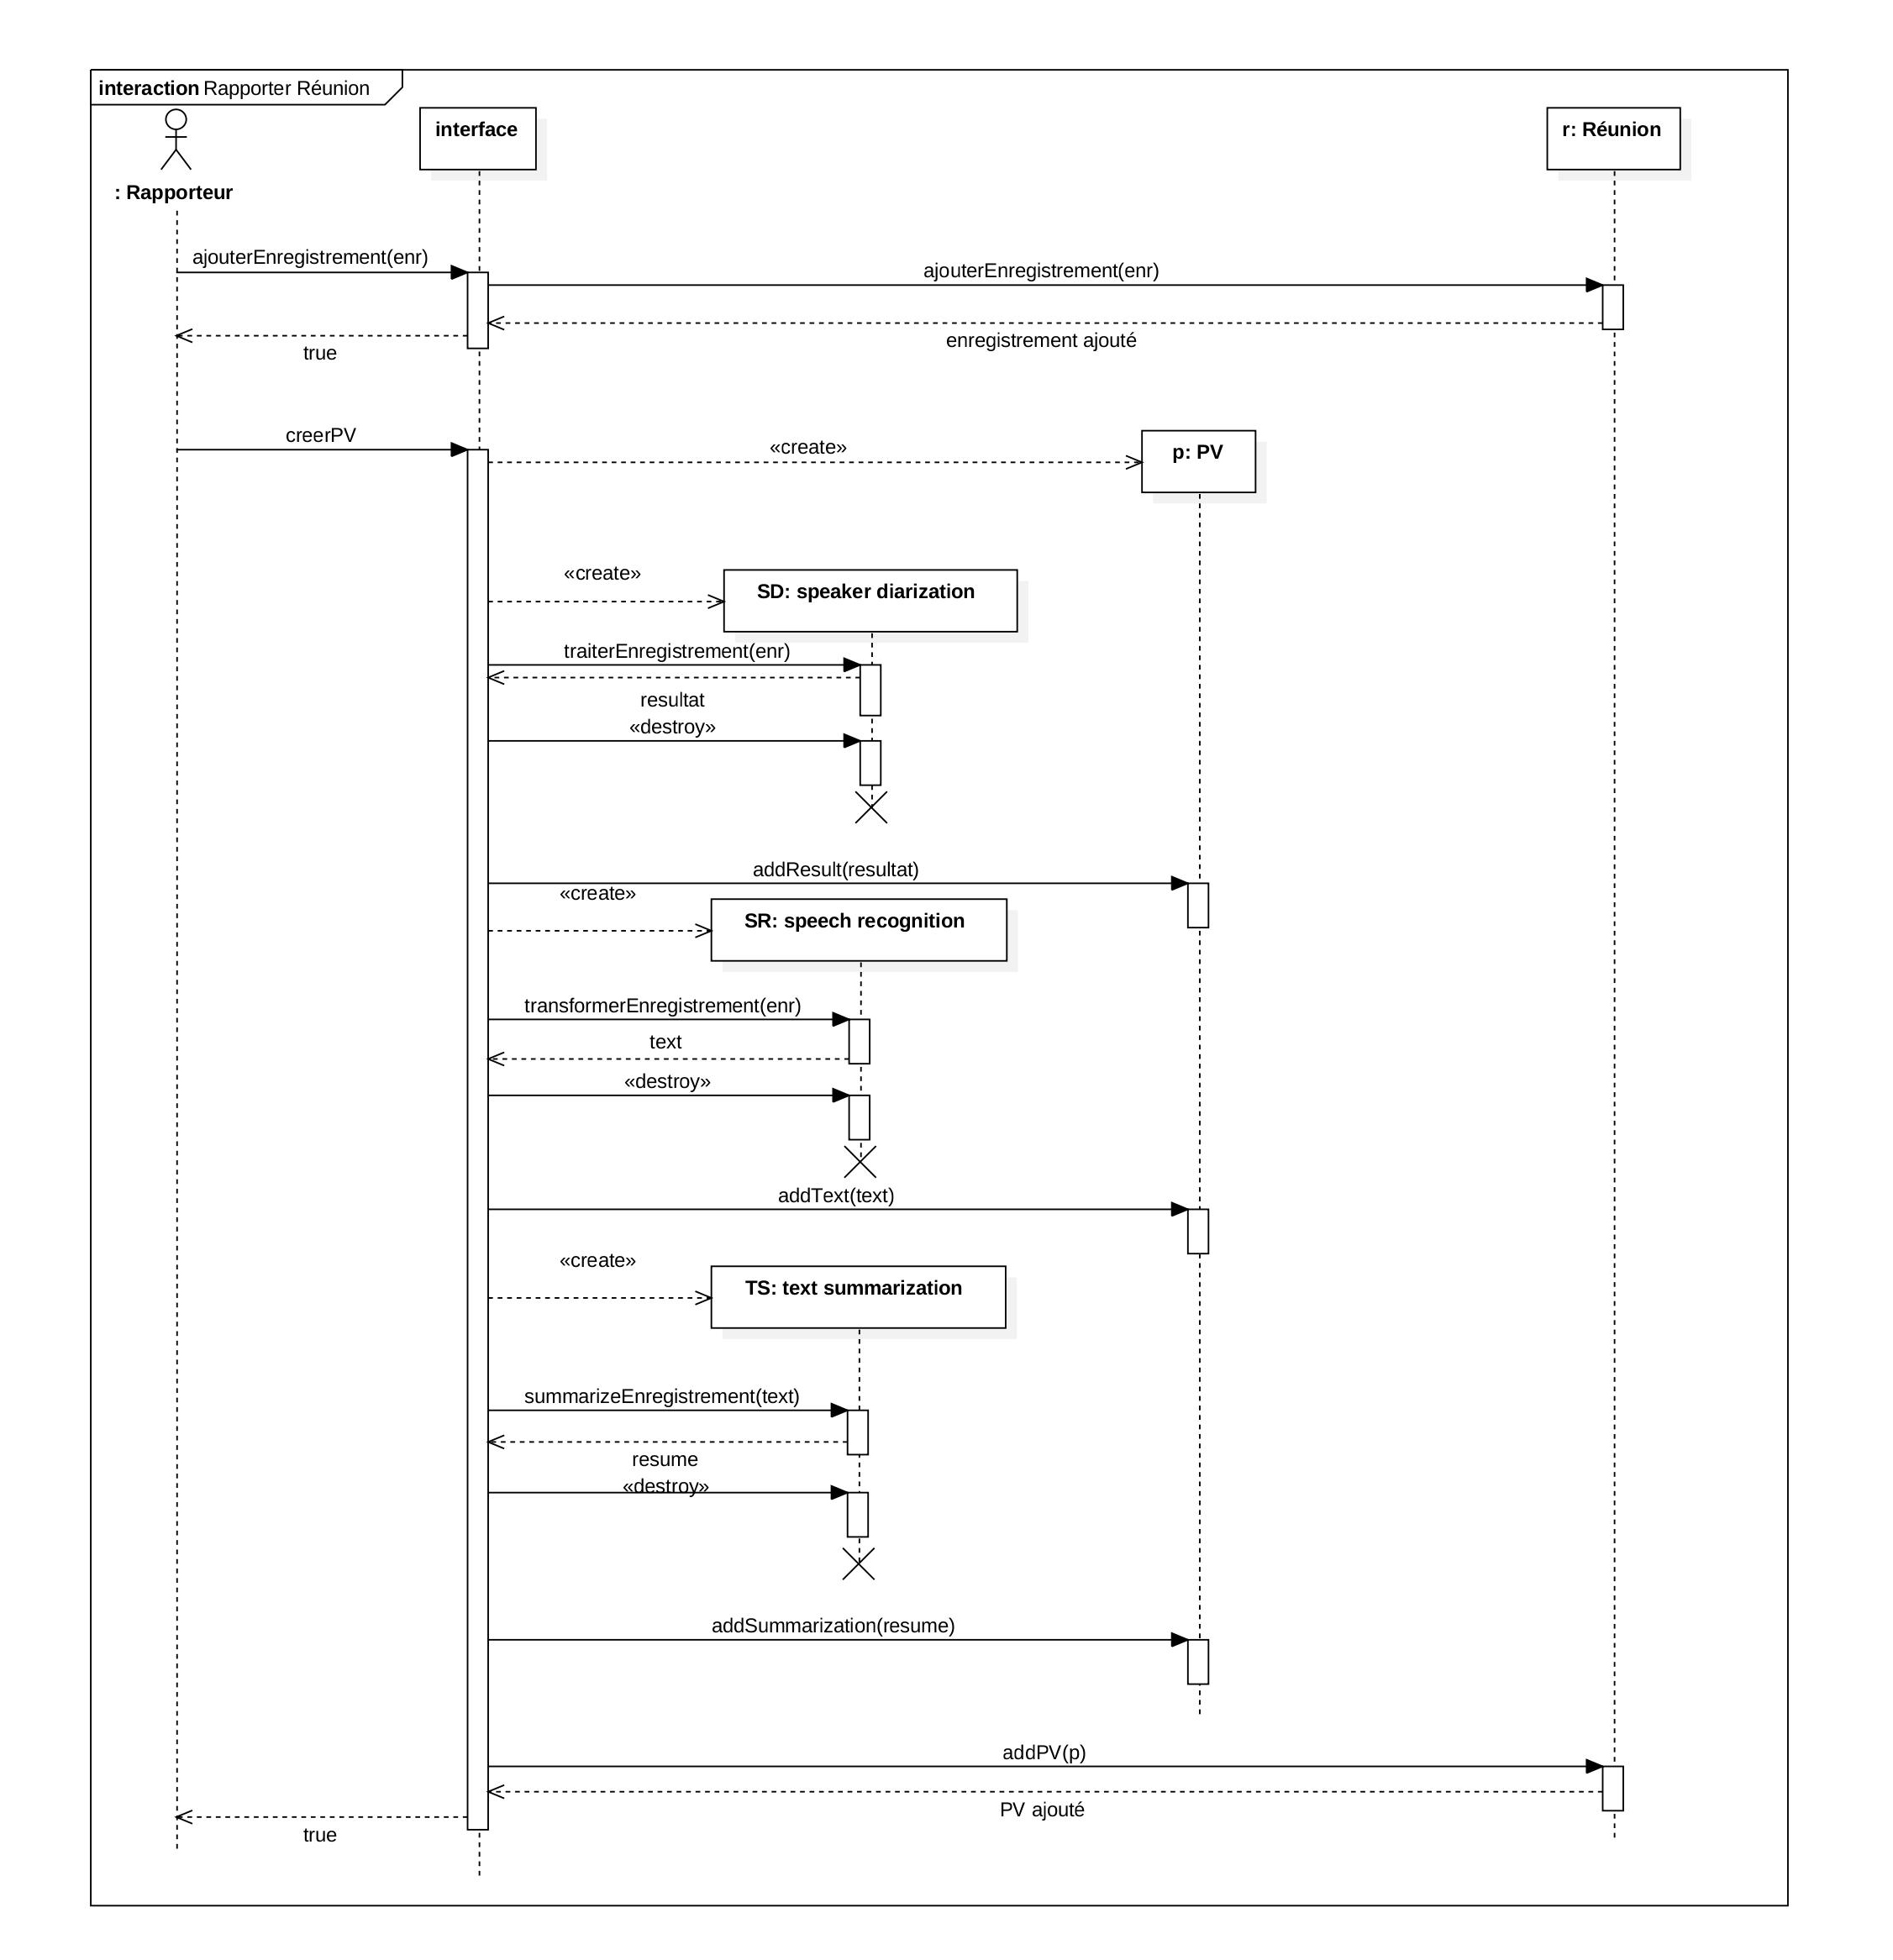 interaction Rapporter Réunion
interface
r: Réunion
: Rapporteur
ajouterEnregistrement(enr)
ajouterEnregistrement(enr)
enregistrement ajouté
true
creerPV
«create»
p: PV
«create»
SD: speaker diarization
traiterEnregistrement(enr)
resultat
«destroy»
addResult(resultat)
«create»
SR: speech recognition
transformerEnregistrement(enr)
text
«destroy»
addText(text)
«create»
TS: text summarization
summarizeEnregistrement(text)
resume
«destroy»
addSummarization(resume)
addPV(p)
PV ajouté
true